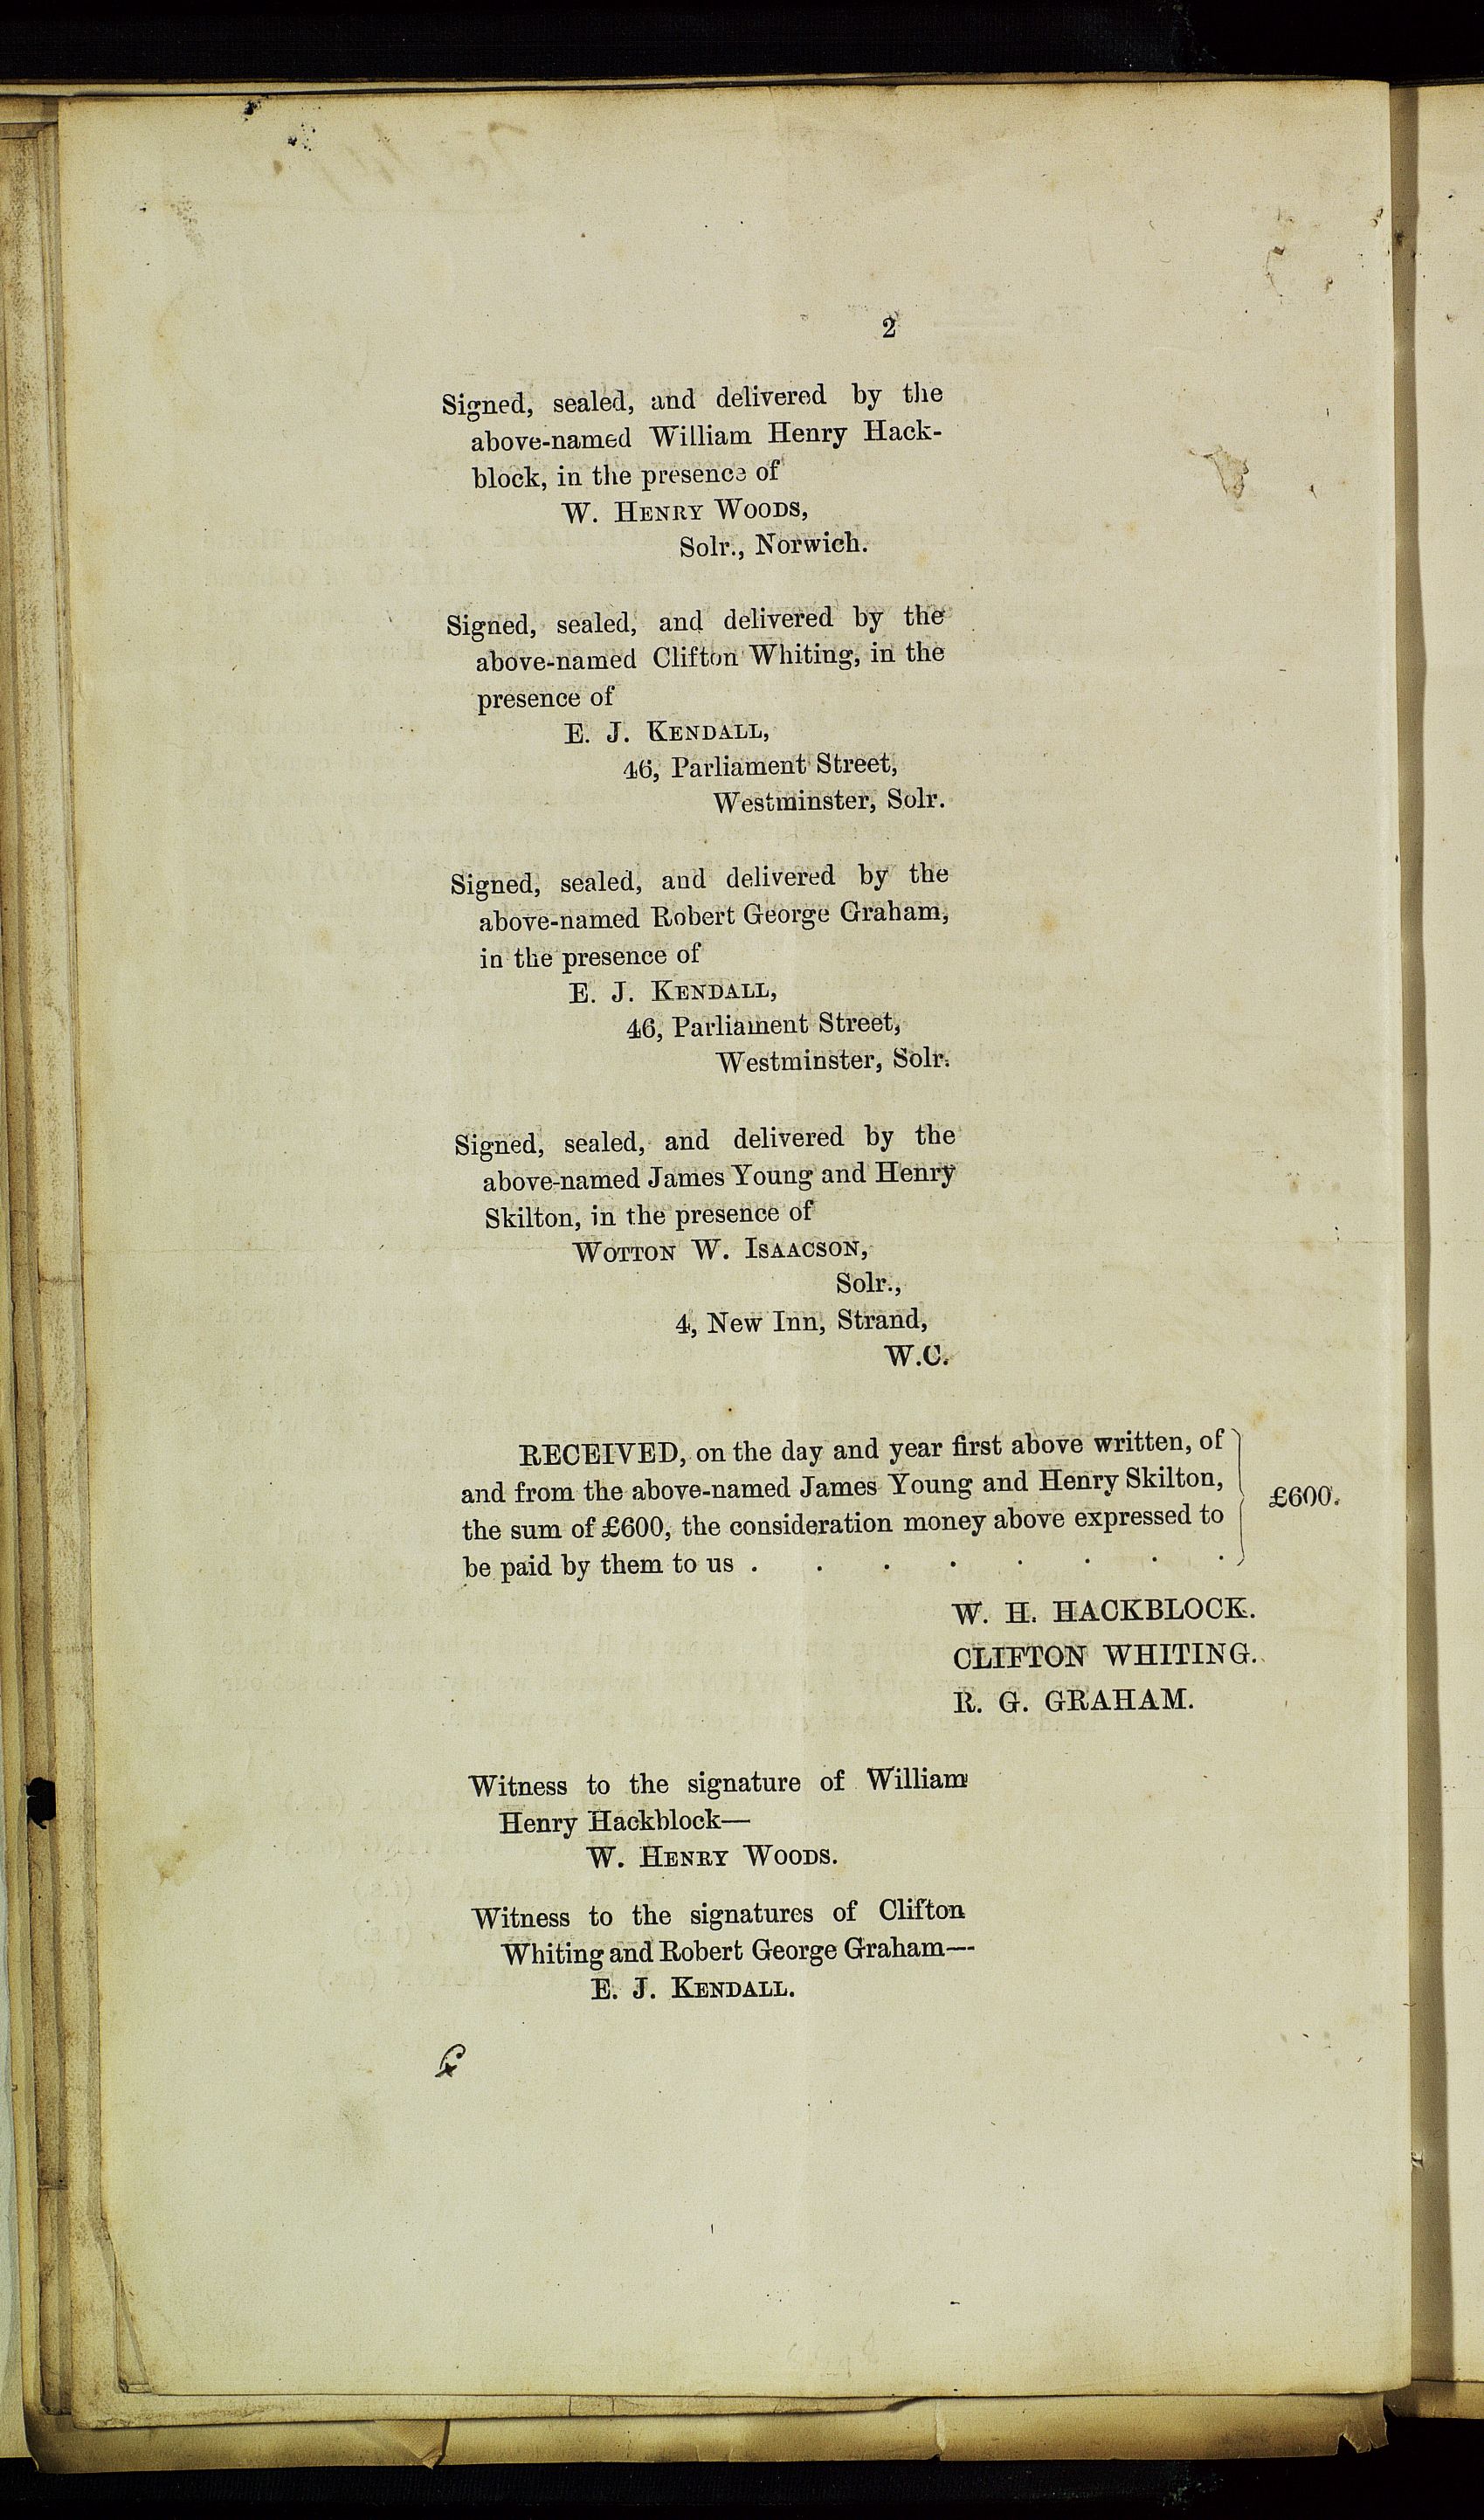 2
Signed, sealed, and delivered by the
above-named William Henry Hack-
block, in the presence of
W. HENRY WOODS,
Solr., Norwich.
Signed, sealed, and delivered by the
above-named Clifton Whiting, in the
presence of
E. J. KENDALL,
46, Parliament Street,
Westminster, Solr.
Signed, sealed, and delivered by the
above-named Robert George Graham,
in the presence of
E. J. KENDALL,
46, Parliament Street,
Westminster, Solr.
Signed, sealed, and delivered by the
above-named James Young and Henry
Skilton, in the presence of
WOTTON W. ISAACSON,
Solr.,
4, New Inn, Strand,
W.C.
RECEIVED, on the day and year first above written, of
and from the above-named James Young and Henry Skilton,
the sum of £600, the consideration money above expressed to
be paid by them to us . . . . . . . .
£600.
W. H. HACKBLOCK.
CLIFTON WHITING.
R. G. GRAHAM.
Witness to the signature of William
Henry Hackblock—
W. HENRY WOODS.
Witness to the signatures of Clifton
Whiting and Robert George Graham—
E. J. KENDALL.